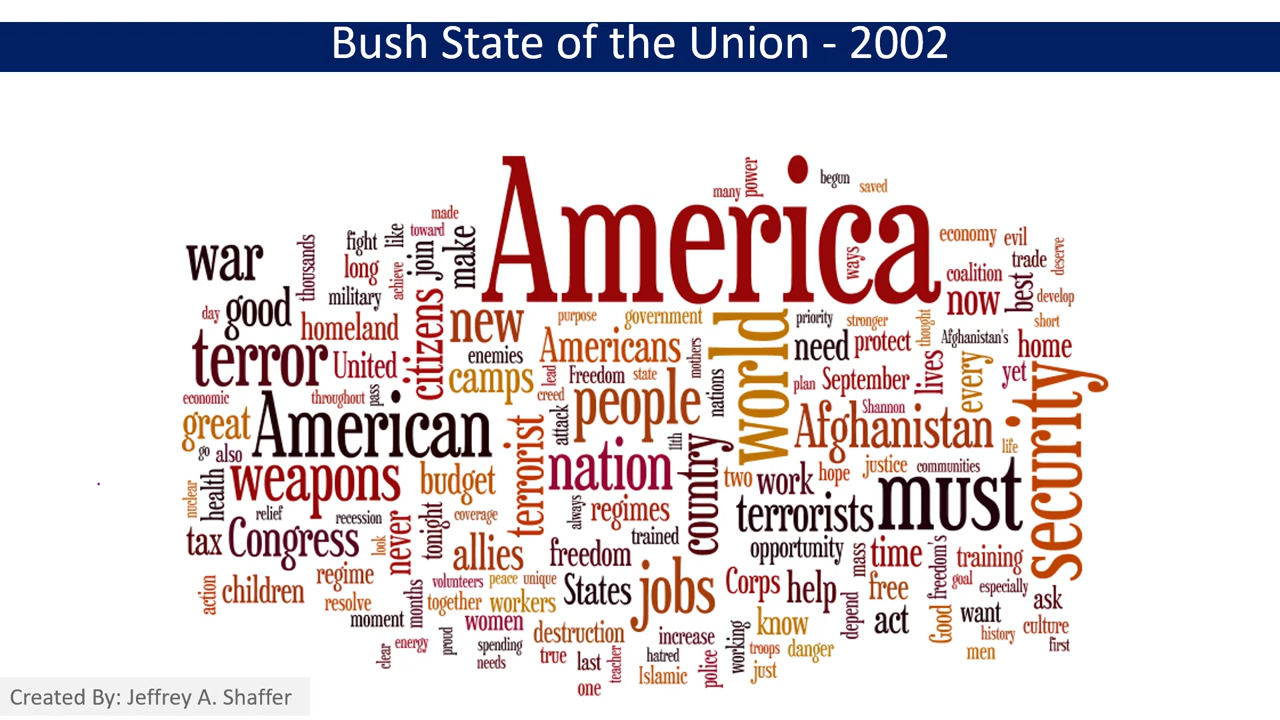 Bush State of the Union - 2002
America
power
many
begun
saved
made
like
fight
toward
thousands
join
make
war
long
achieve
military
ways
economy
evil
trade
deserve
coalition
best
now
develop
day
good
homeland
citizens
new
purpose
government
world
priority
stronger
thought
short
terror
United
enemies
Americans
mothers
need
protect
Afghanistan's
home
camps
lead
Freedom
state
nations
plan
September
lives
every
yet
security
economic
throughout
pass
creed
people
Shannon
great
American
attack
11th
Afghanistan
life
go
also
terrorist
nation
country
two
work
hope
justice
communities
must
nuclear
health
weapons
budget
relief
recession
coverage
always
regimes
terrorists
tax
Congress
look
never
tonight
allies
freedom
trained
opportunity
mass
time
freedom's
training
action
children
regime
volunteers
peace
unique
States
jobs
Corps
help
free
goal
especially
resolve
months
together
workers
depend
Good
want
ask
moment
women
destruction
increase
working
know
act
history
culture
clear
energy
proud
spending
needs
true
last
teacher
hatred
Islamic
police
troops
danger
just
men
first
one
Created By: Jeffrey A. Shaffer